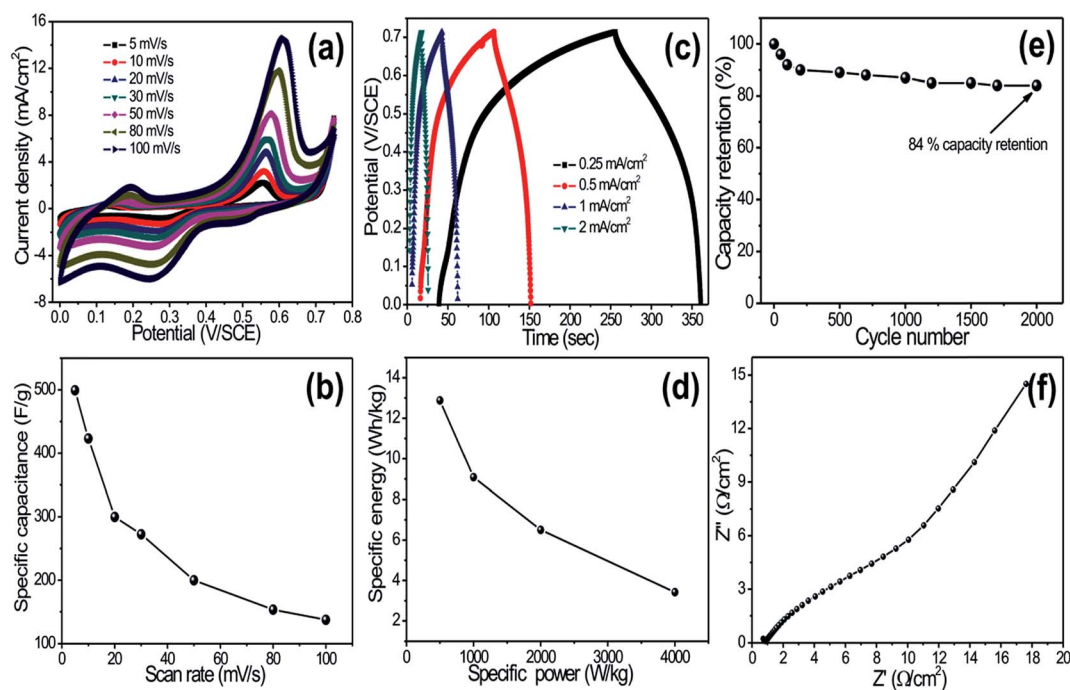 (a)
5 mV/s
10 mV/s
20 mV/s
30 mV/s
50 mV/s
80 mV/s
100 mV/s
Current density (mA/cm²)
16
12
8
4
0
-4
-8
0.0 0.1 0.2 0.3 0.4 0.5 0.6 0.7 0.8
Potential (V/SCE)
(c)
0.25 mA/cm²
0.5 mA/cm²
1 mA/cm²
2 mA/cm²
Potential (V/SCE)
0.7
0.6
0.5
0.4
0.3
0.2
0.1
0.0
0 50 100 150 200 250 300 350
Time (sec)
(e)
84 % capacity retention
Capacity retention (%)
100
80
60
40
20
0
0 500 1000 1500 2000
Cycle number
(b)
Specific capacitance (F/g)
500
400
300
200
100
0 20 40 60 80 100
Scan rate (mV/s)
(d)
Specific energy (Wh/kg)
14
12
10
8
6
4
2
0 1000 2000 3000 4000
Specific power (W/kg)
(f)
Z'' (Ω/cm²)
15
12
9
6
3
0
0 2 4 6 8 10 12 14 16 18 20
Z' (Ω/cm²)